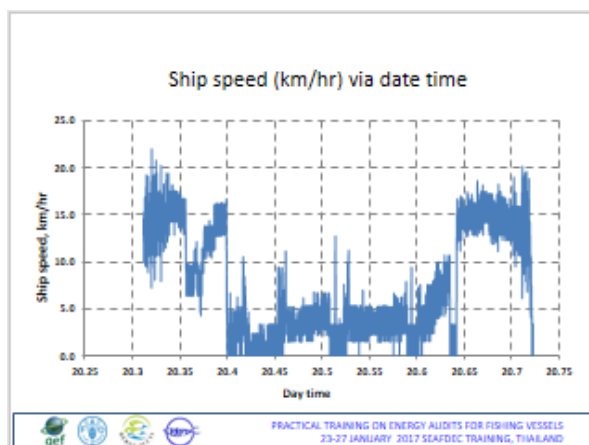 Ship speed (km/hr) via date time
25.0
20.0
15.0
10.0
5.0
0.0
Ship speed, km/hr
20.25 20.3 20.35 20.4 20.45 20.5 20.55 20.6 20.65 20.7 20.75
Day time
gef
PRACTICAL TRAINING ON ENERGY AUDITS FOR FISHING VESSELS
23-27 JANUARY 2017 SEAFDEC TRAINING, THAILAND